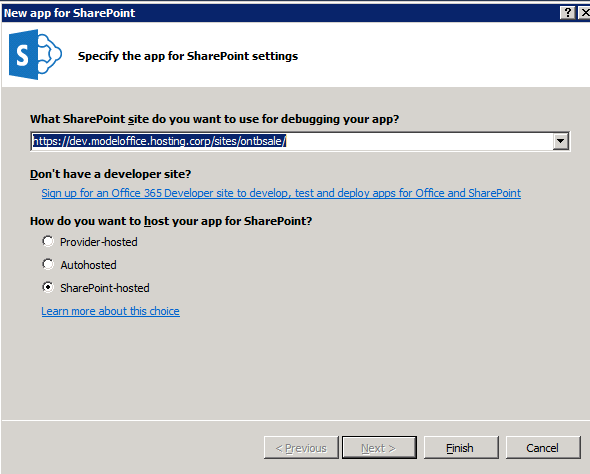 New app for SharePoint
? X
S
Specify the app for SharePoint settings
What SharePoint site do you want to use for debugging your app?
https://dev.modeloffice.hosting.corp/sites/ontbsale/
Don't have a developer site?
Sign up for an Office 365 Developer site to develop, test and deploy apps for Office and SharePoint
How do you want to host your app for SharePoint?
Provider-hosted
Autohosted
SharePoint-hosted
Learn more about this choice
< Previous Next > Finish Cancel